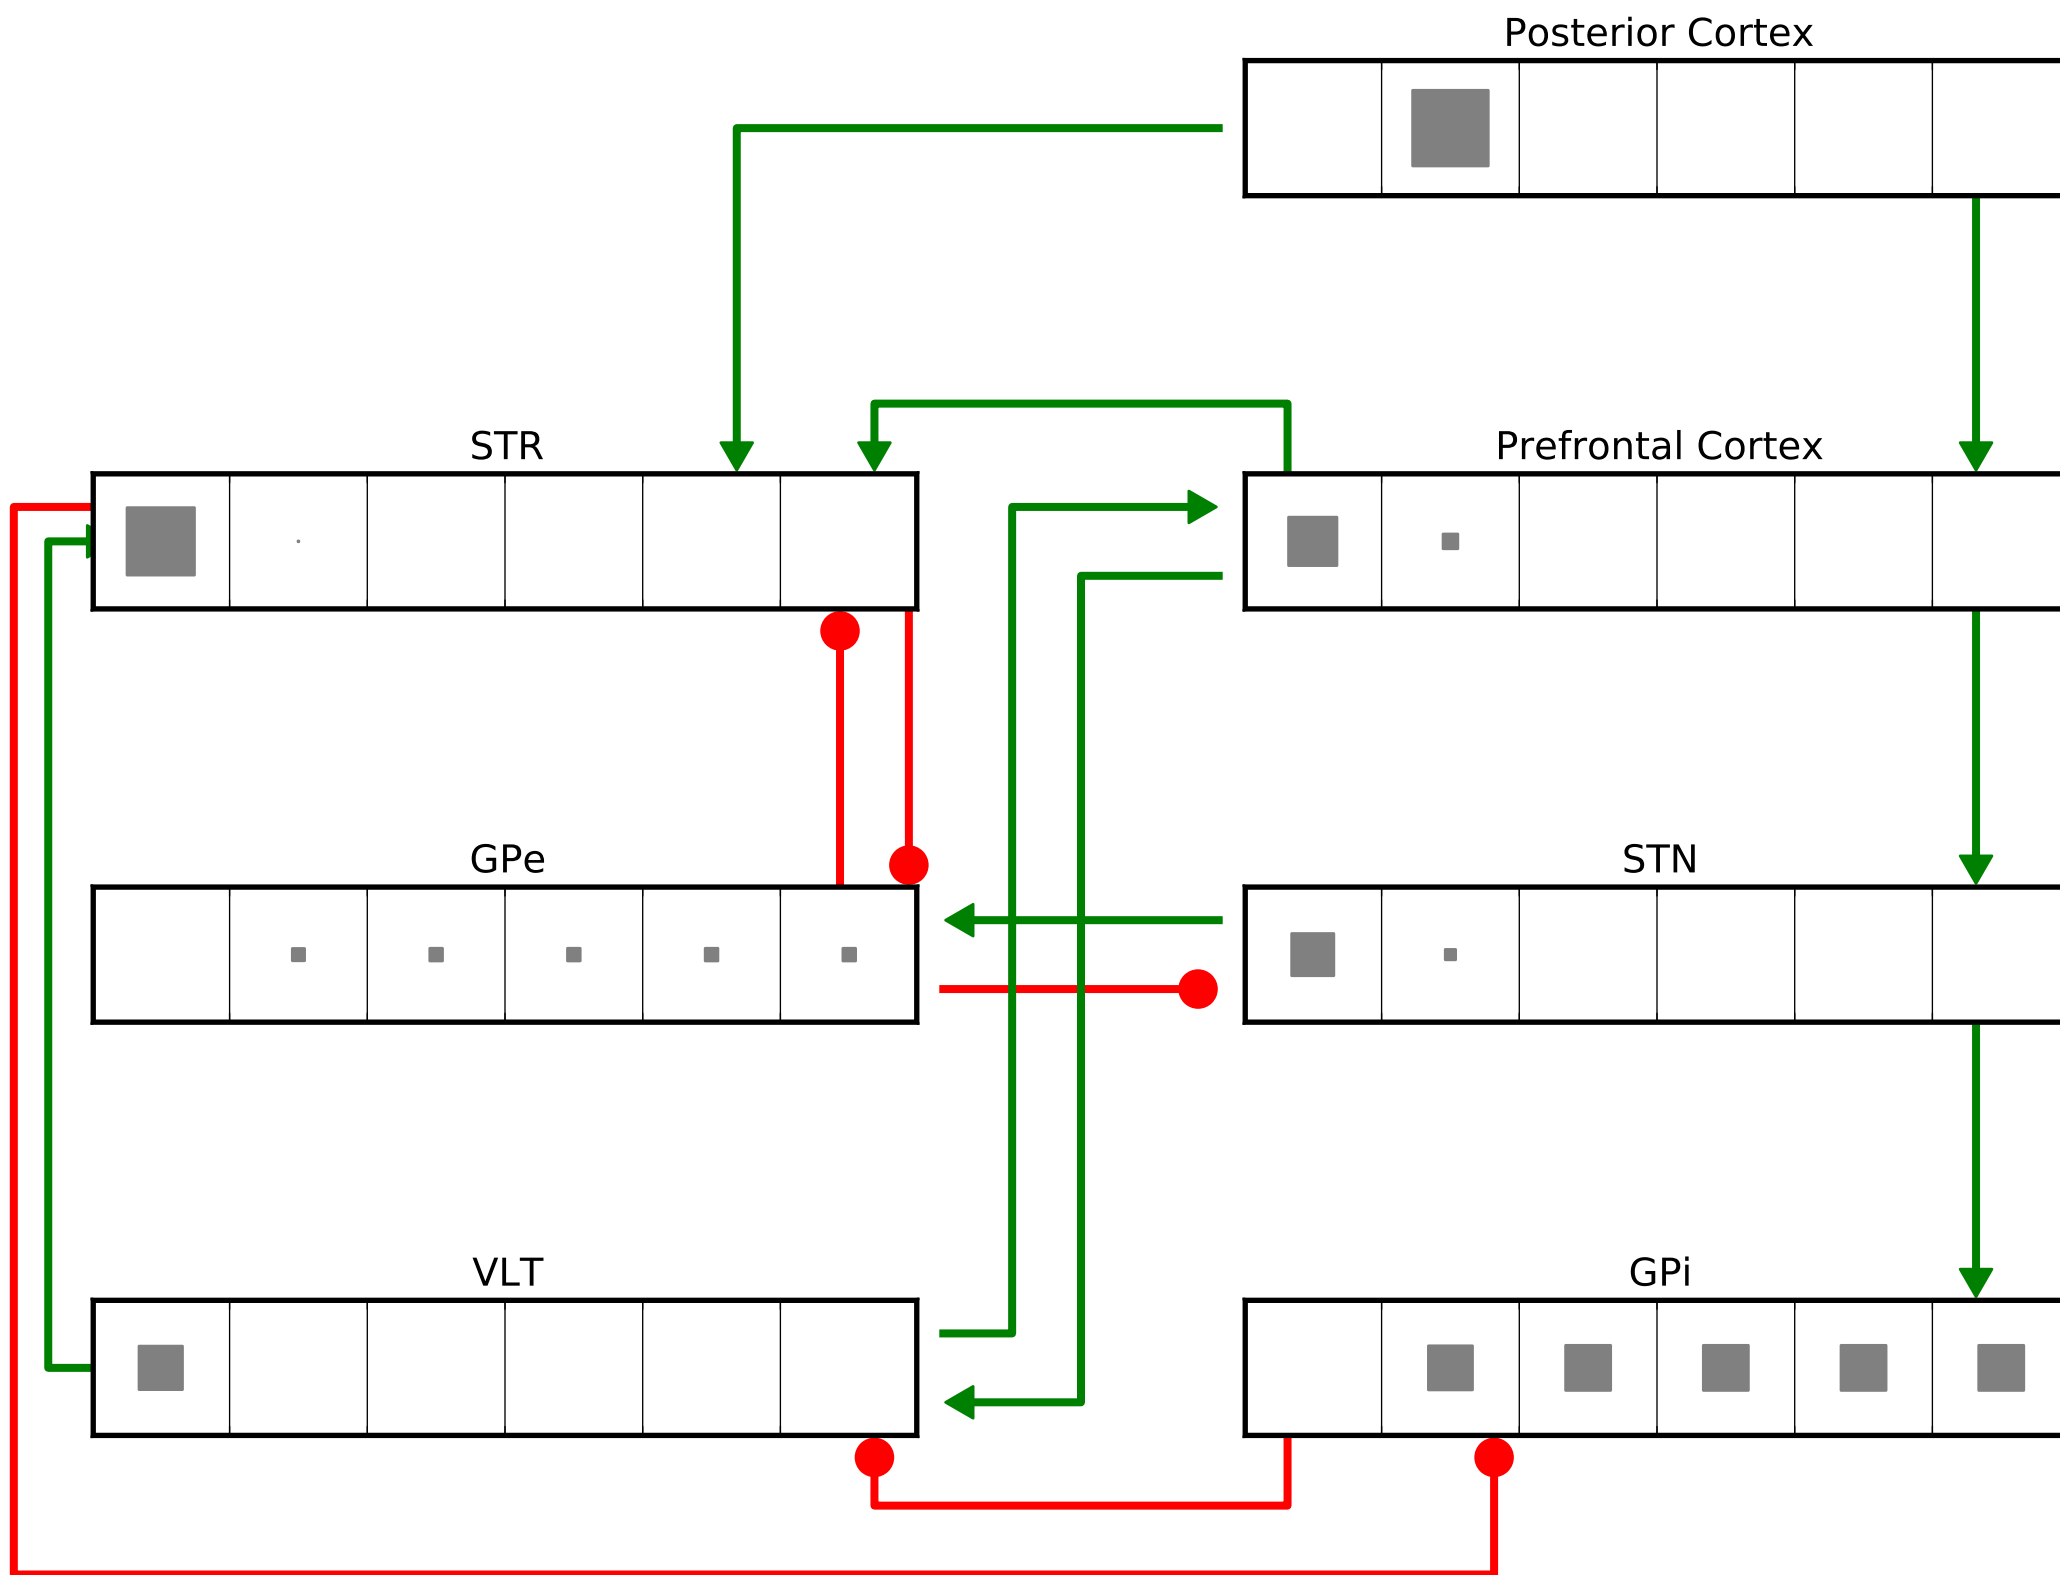 Posterior Cortex
STR
Prefrontal Cortex
GPe
STN
VLT
GPi